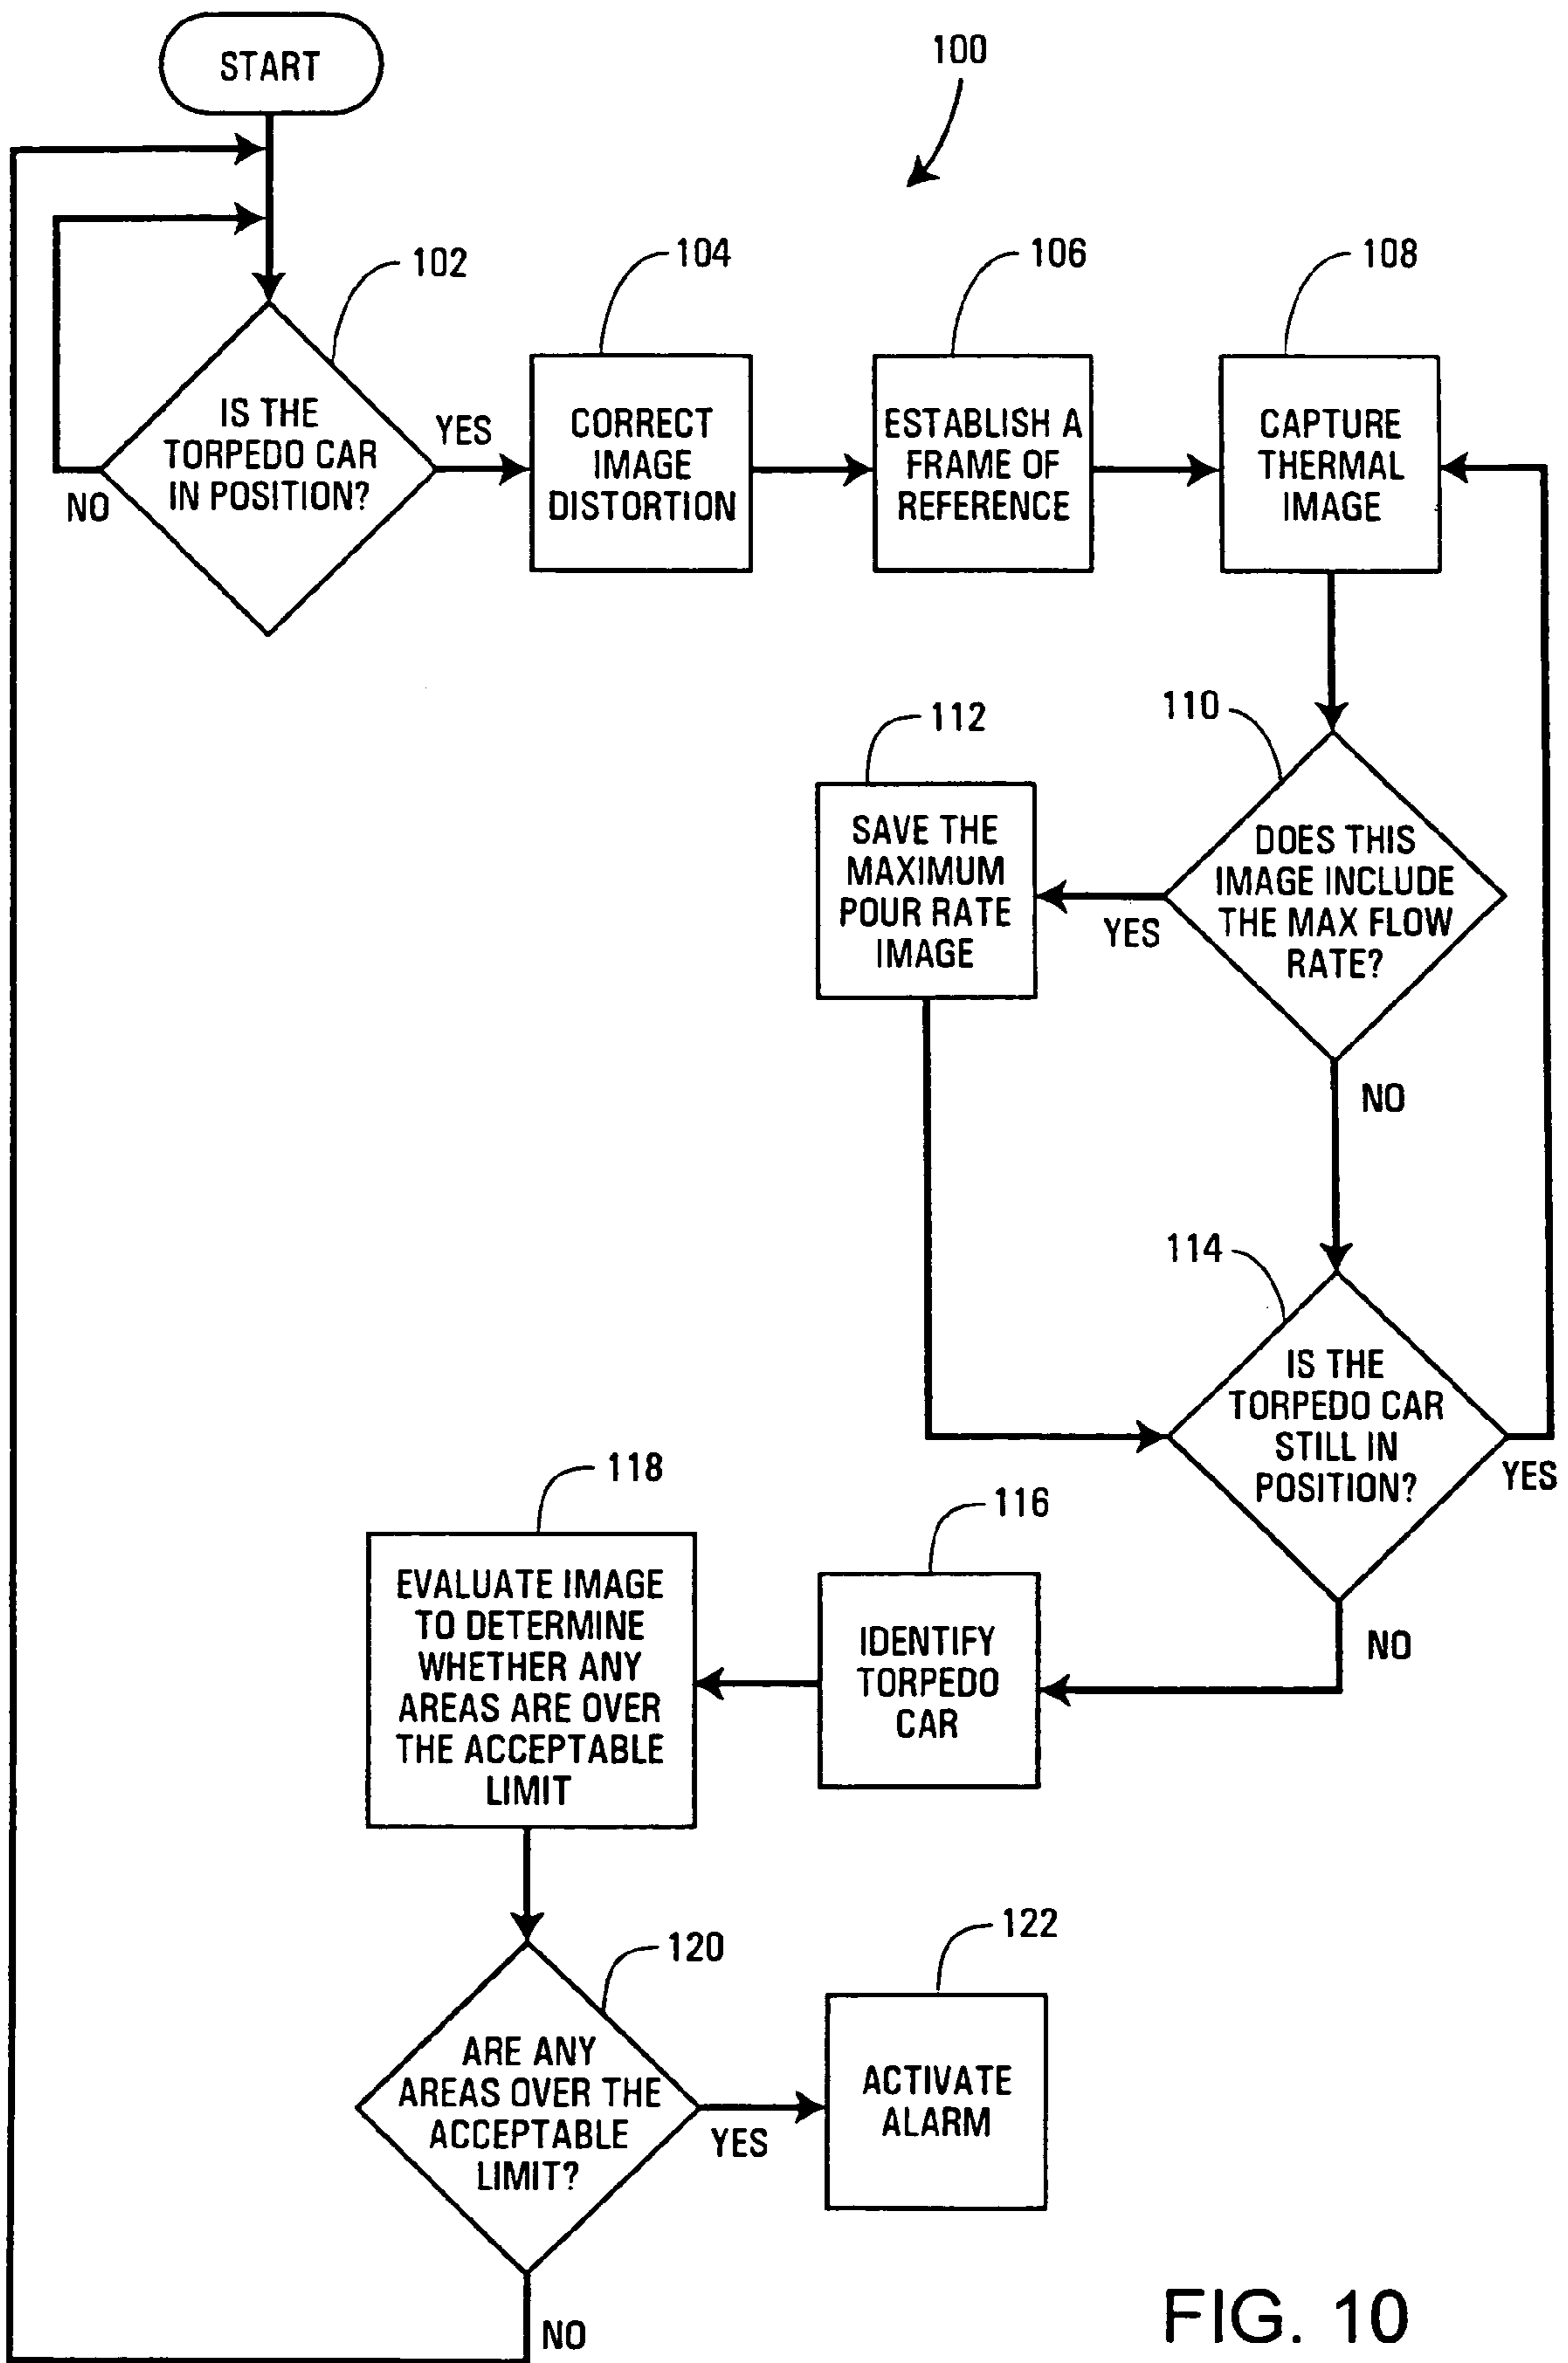 START
100
102
104
106
108
IS THE
TORPEDO CAR
IN POSITION?
YES
NO
CORRECT
IMAGE
DISTORTION
ESTABLISH A
FRAME OF
REFERENCE
CAPTURE
THERMAL
IMAGE
110
DOES THIS
IMAGE INCLUDE
THE MAX FLOW
RATE?
YES
NO
112
SAVE THE
MAXIMUM
POUR RATE
IMAGE
114
IS THE
TORPEDO CAR
STILL IN
POSITION?
YES
NO
116
IDENTIFY
TORPEDO
CAR
118
EVALUATE IMAGE
TO DETERMINE
WHETHER ANY
AREAS ARE OVER
THE ACCEPTABLE
LIMIT
120
ARE ANY
AREAS OVER THE
ACCEPTABLE
LIMIT?
YES
NO
122
ACTIVATE
ALARM
FIG. 10